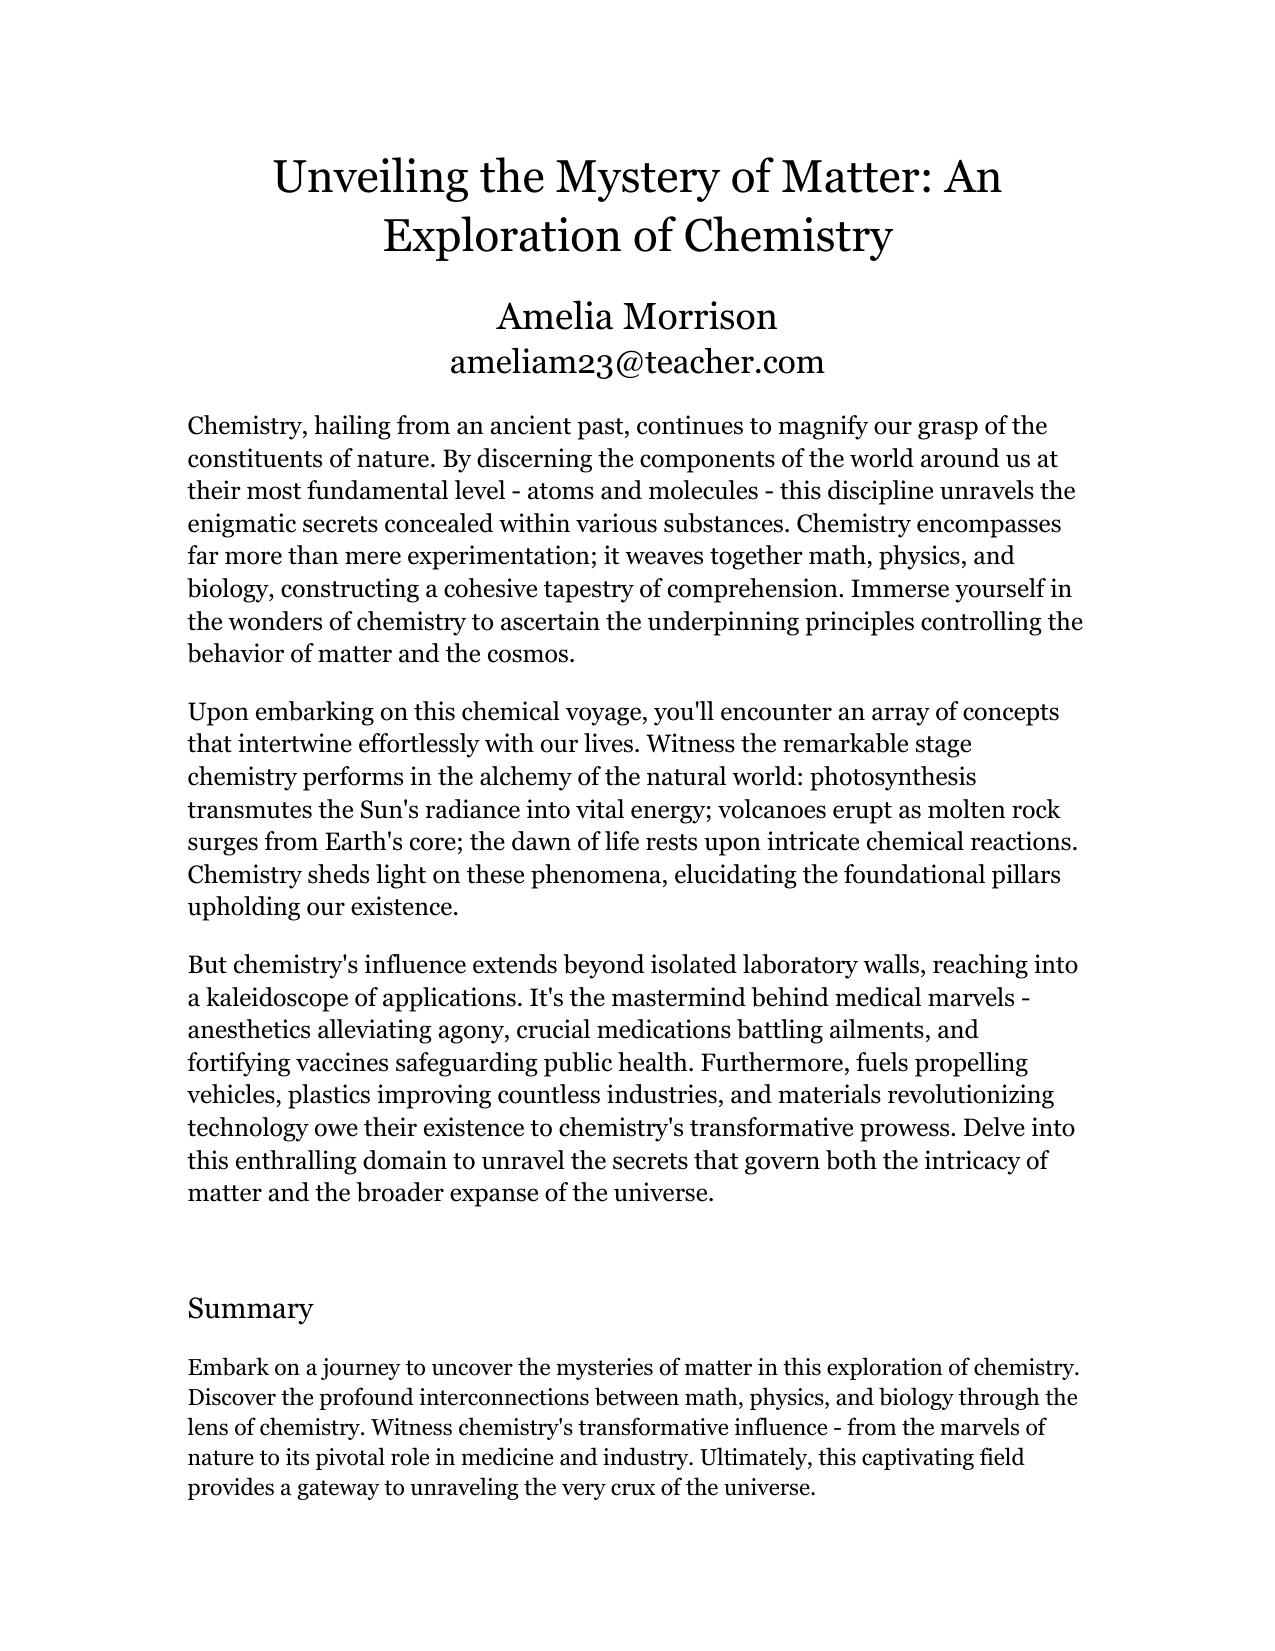 Unveiling the Mystery of Matter: An
Exploration of Chemistry
Amelia Morrison
ameliam23@teacher.com
Chemistry, hailing from an ancient past, continues to magnify our grasp of the
constituents of nature. By discerning the components of the world around us at
their most fundamental level - atoms and molecules - this discipline unravels the
enigmatic secrets concealed within various substances. Chemistry encompasses
far more than mere experimentation; it weaves together math, physics, and
biology, constructing a cohesive tapestry of comprehension. Immerse yourself in
the wonders of chemistry to ascertain the underpinning principles controlling the
behavior of matter and the cosmos.
Upon embarking on this chemical voyage, you'll encounter an array of concepts
that intertwine effortlessly with our lives. Witness the remarkable stage
chemistry performs in the alchemy of the natural world: photosynthesis
transmutes the Sun's radiance into vital energy; volcanoes erupt as molten rock
surges from Earth's core; the dawn of life rests upon intricate chemical reactions.
Chemistry sheds light on these phenomena, elucidating the foundational pillars
upholding our existence.
But chemistry's influence extends beyond isolated laboratory walls, reaching into
a kaleidoscope of applications. It's the mastermind behind medical marvels -
anesthetics alleviating agony, crucial medications battling ailments, and
fortifying vaccines safeguarding public health. Furthermore, fuels propelling
vehicles, plastics improving countless industries, and materials revolutionizing
technology owe their existence to chemistry's transformative prowess. Delve into
this enthralling domain to unravel the secrets that govern both the intricacy of
matter and the broader expanse of the universe.
Summary
Embark on a journey to uncover the mysteries of matter in this exploration of chemistry.
Discover the profound interconnections between math, physics, and biology through the
lens of chemistry. Witness chemistry's transformative influence - from the marvels of
nature to its pivotal role in medicine and industry. Ultimately, this captivating field
provides a gateway to unraveling the very crux of the universe.